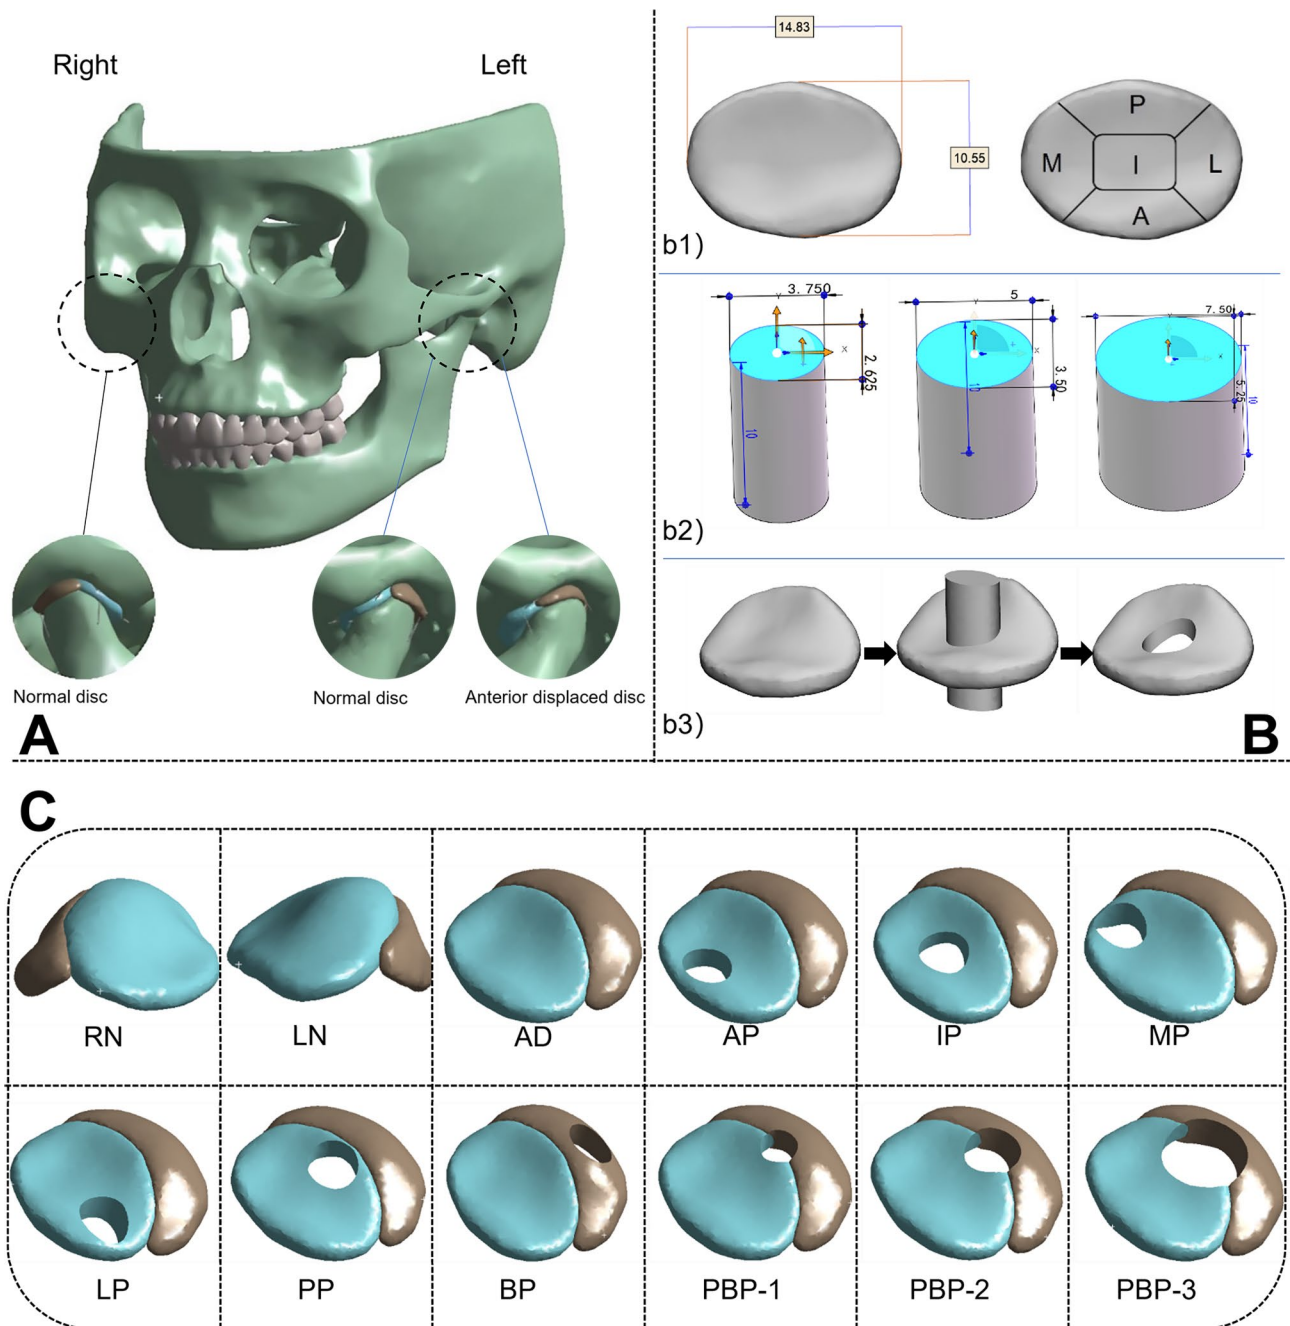 Right
Left
Normal disc
Normal disc
Anterior displaced disc
A
14.83
10.55
P
M
I
L
A
b1)
3.750
2.625
10
5
3.50
10
7.50
5.25
10
b2)
b3)
B
C
RN
LN
AD
AP
IP
MP
LP
PP
BP
PBP-1
PBP-2
PBP-3